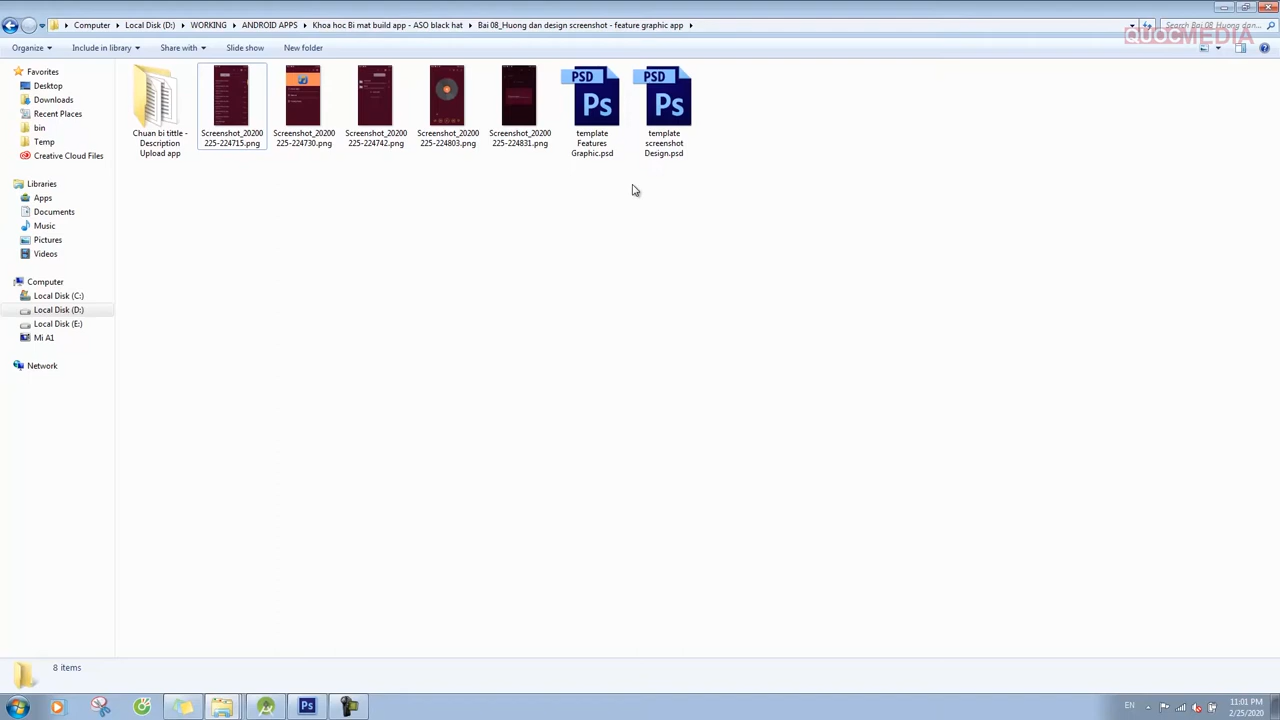 Computer ▸ Local Disk (D:) ▸ WORKING ▸ ANDROID APPS ▸ Khoa hoc Bi mat build app - ASO black hat ▸ Bai 08_Huong dan design screenshot - feature graphic app ▸
Search Bai 08_Huong dan...
QUOCMEDIA
Organize
Include in library
Share with
Slide show
New folder
Favorites
Desktop
Downloads
Recent Places
bin
Temp
Creative Cloud Files
Libraries
Apps
Documents
Music
Pictures
Videos
Computer
Local Disk (C:)
Local Disk (D:)
Local Disk (E:)
Mi A1
Network
Chuan bi tittle -
Description
Upload app
Screenshot_20200
225-224715.png
Screenshot_20200
225-224730.png
Screenshot_20200
225-224742.png
Screenshot_20200
225-224803.png
Screenshot_20200
225-224831.png
PSD
Ps
template
Features
Graphic.psd
PSD
Ps
template
screenshot
Design.psd
8 items
Ps
EN
11:01 PM
2/25/2020